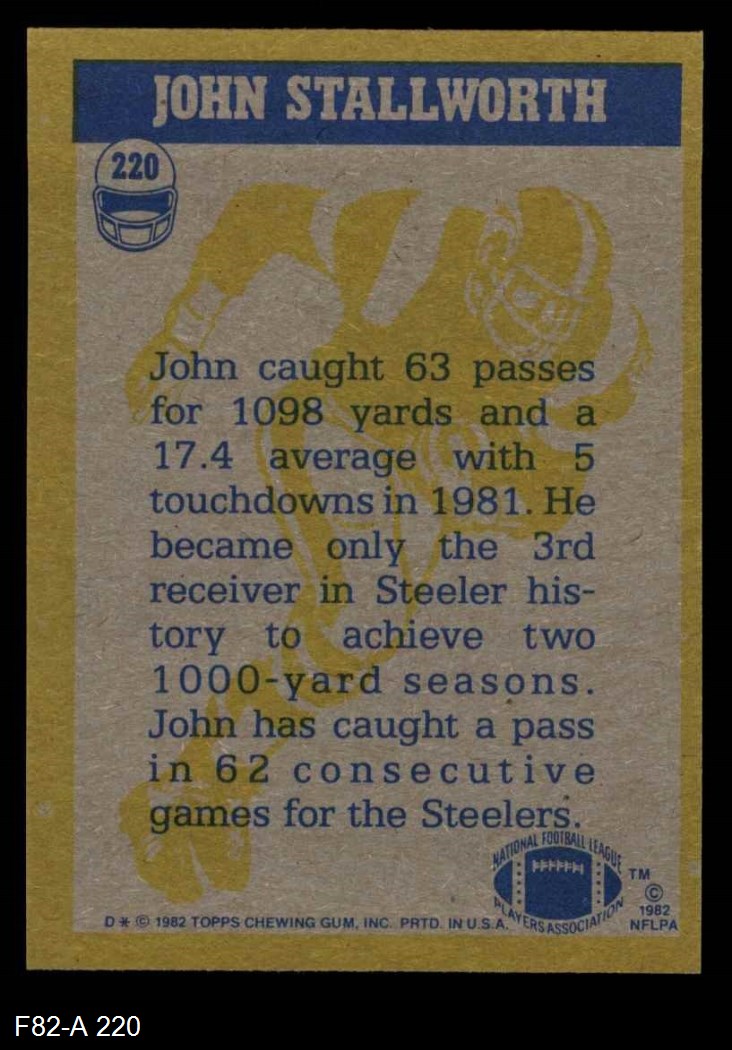 JOHN STALLWORTH
220
John caught 63 passes
for 1098 yards and a
17.4 average with 5
touchdowns in 1981. He
became only the 3rd
receiver in Steeler his-
tory to achieve two
1000-yard seasons.
John has caught a pass
in 62 consecutive
games for the Steelers.
NATIONAL FOOTBALL LEAGUE
PLAYERS ASSOCIATION
TM
©
1982
NFLPA
D * © 1982 TOPPS CHEWING GUM, INC. PRTD. IN U.S.A.
F82-A 220